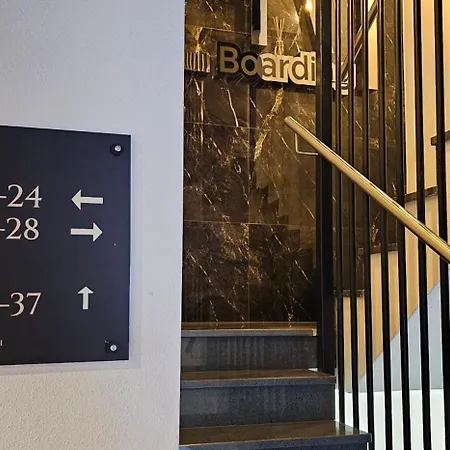 Boardi
-24 ←
-28 →
-37 ↑